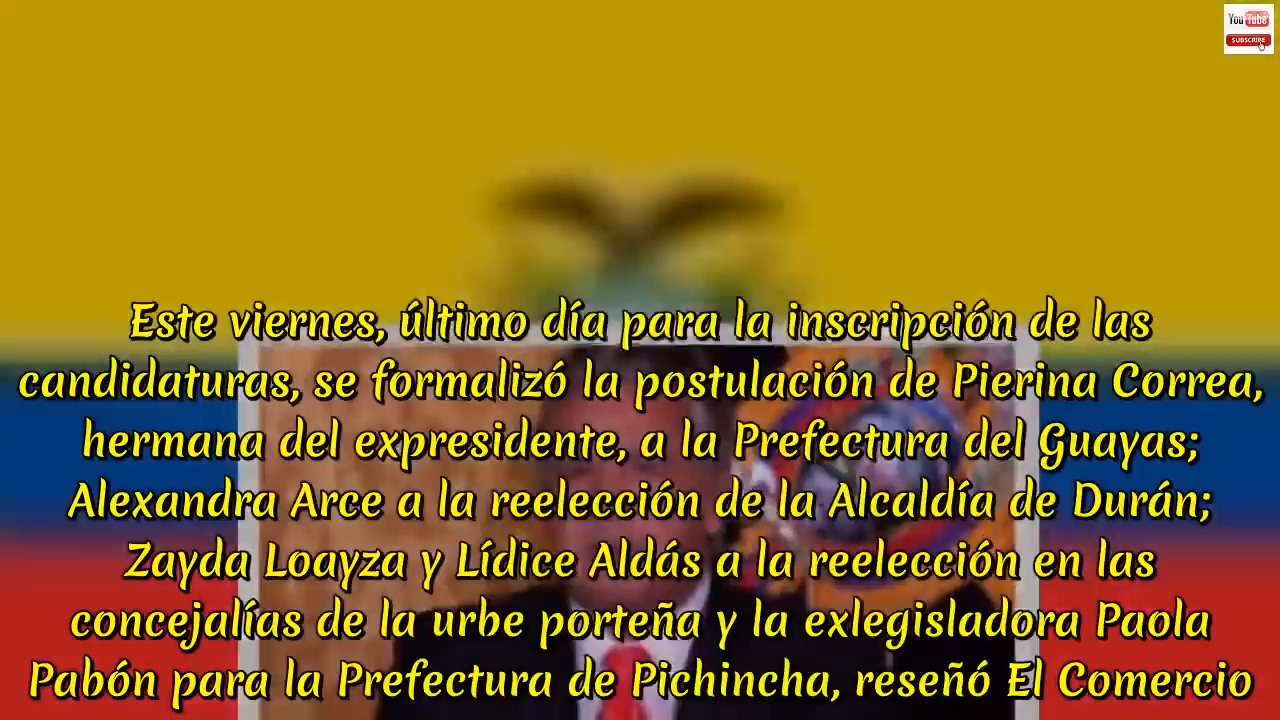 You Tube
SUBSCRIBE
Este viernes, último día para la inscripción de las
candidaturas, se formalizó la postulación de Pierina Correa,
hermana del expresidente, a la Prefectura del Guayas;
Alexandra Arce a la reelección de la Alcaldía de Durán;
Zayda Loayza y Lídice Aldás a la reelección en las
concejalías de la urbe porteña y la exlegisladora Paola
Pabón para la Prefectura de Pichincha, reseñó El Comercio